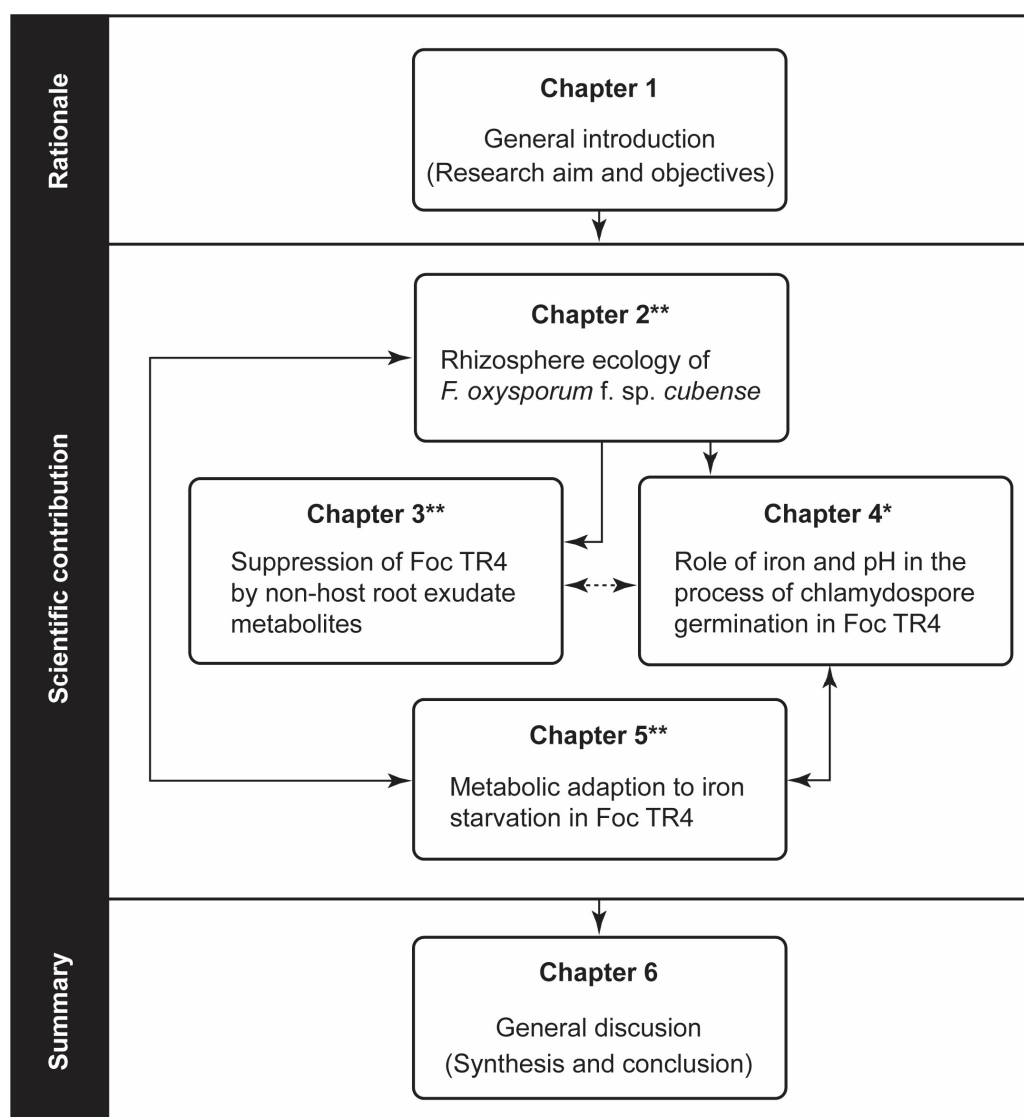 Rationale
Chapter 1
General introduction
(Research aim and objectives)
Scientific contribution
Chapter 2**
Rhizosphere ecology of
F. oxysporum f. sp. cubense
Chapter 3**
Suppression of Foc TR4
by non-host root exudate
metabolites
Chapter 4*
Role of iron and pH in the
process of chlamydospore
germination in Foc TR4
Chapter 5**
Metabolic adaption to iron
starvation in Foc TR4
Summary
Chapter 6
General discusion
(Synthesis and conclusion)